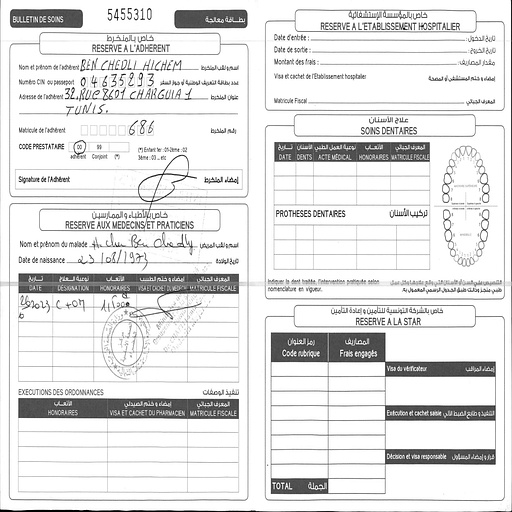 BULLETIN DE SOINS 5455310 بطاقة معالجة
خاص بالمنخرط
RESERVE A L'ADHERENT
Nom et prénom de l'adhérent BEN CHEDLI HICHEM اسم و لقب المنخرط
Numéro CIN ou passeport 04635293 عدد بطاقة التعريف الوطنية أو جواز السفر
Adresse de l'adhérent 32, RUE 8601 CHARGUIA 1 عنوان المنخرط
TUNIS.
Matricule de l'adhérent 686 رقم المنخرط
CODE PRESTATAIRE 00 99 (*) Enfant 1er : 01-2ème : 02
adhérent Conjoint (*) 3ème : 03 ... etc
Signature de l'Adhérent إمضاء المنخرط
خاص بالأطباء و الممارسين
RESERVE AUX MEDECINS ET PRATICIENS
Nom et prénom du malade Hichem Ben Chedly اسم و لقب المريض
Date de naissance 23/08/1973 تاريخ الولادة
تاريخ نوعية العلاج الأتعاب إمضاء و ختم الطبيب المعرف الجبائي
DATE DESIGNATION HONORAIRES VISA ET CACHET DU MEDECIN MATRICULE FISCALE
EXECUTIONS DES ORDONNANCES تنفيذ الوصفات
الأتعاب إمضاء و ختم الصيدلي المعرف الجبائي
HONORAIRES VISA ET CACHET DU PHARMACIEN MATRICULE FISCALE
خاص بالمؤسسة الإستشفائية
RESERVE A L'ETABLISSEMENT HOSPITALIER
Date d'entrée : تاريخ الدخول :
Date de sortie : تاريخ الخروج :
Montant des frais : مقدار المصاريف :
Visa et cachet de l'Etablissement hospitalier إمضاء و ختم المستشفى أو المصحة
Matricule Fiscal المعرف الجبائي
علاج الأسنان
SOINS DENTAIRES
تاريخ الأسنان نوعية العمل الطبي الأتعاب المعرف الجبائي
DATE DENTS ACTE MÉDICAL HONORAIRES MATRICULE FISCALE
PROTHESES DENTAIRES تركيب الأسنان
Indiquer la dent traitée, l'intervention pratiquée selon
nomenclature en vigueur.
خاص بالشركة التونسية للتأمين و إعادة التأمين
RESERVE A LA STAR
رمز العنوان المصاريف
Code rubrique Frais engagés
Visa du vérificateur إمضاء المراقب
Exécution et cachet saisie التنفيذ و طابع الضبط الآلي
Décision et visa responsable قرار و إمضاء المسؤول
TOTAL الجملة